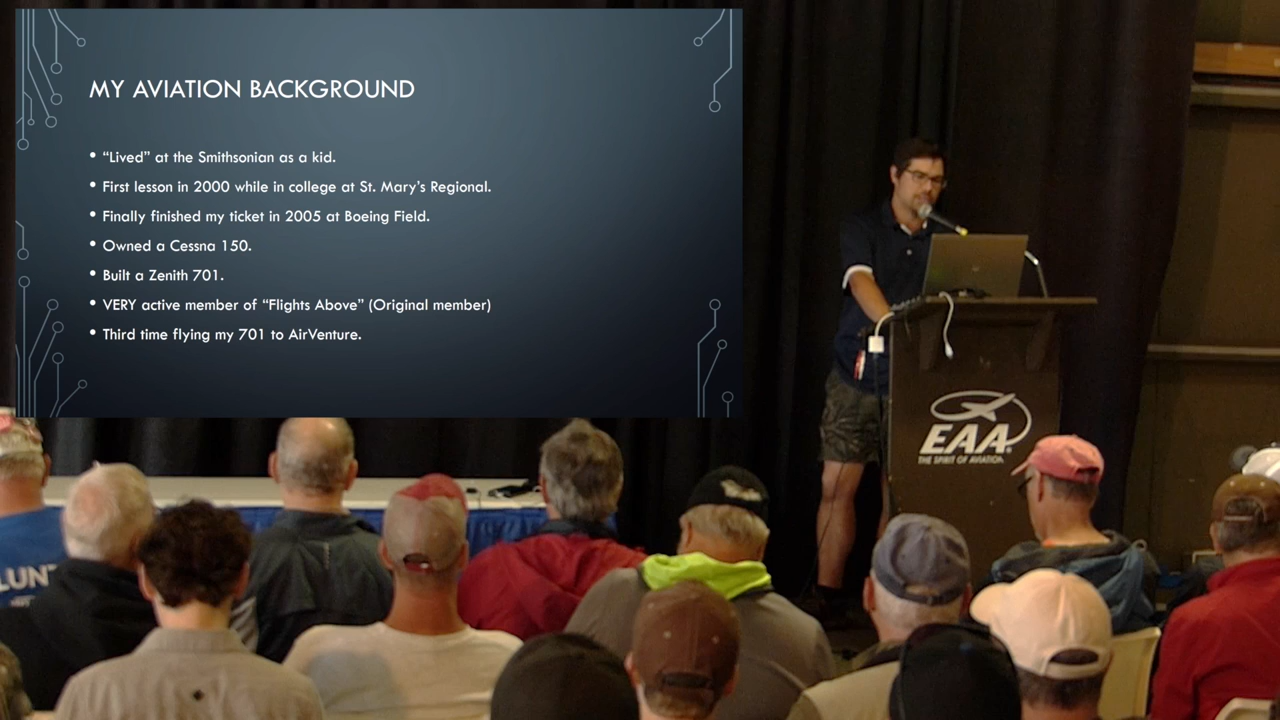 MY AVIATION BACKGROUND
• “Lived” at the Smithsonian as a kid.
• First lesson in 2000 while in college at St. Mary’s Regional.
• Finally finished my ticket in 2005 at Boeing Field.
• Owned a Cessna 150.
• Built a Zenith 701.
• VERY active member of “Flights Above” (Original member)
• Third time flying my 701 to AirVenture.
EAA
THE SPIRIT OF AVIATION